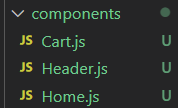 components
JS Cart.js U
JS Header.js U
JS Home.js U